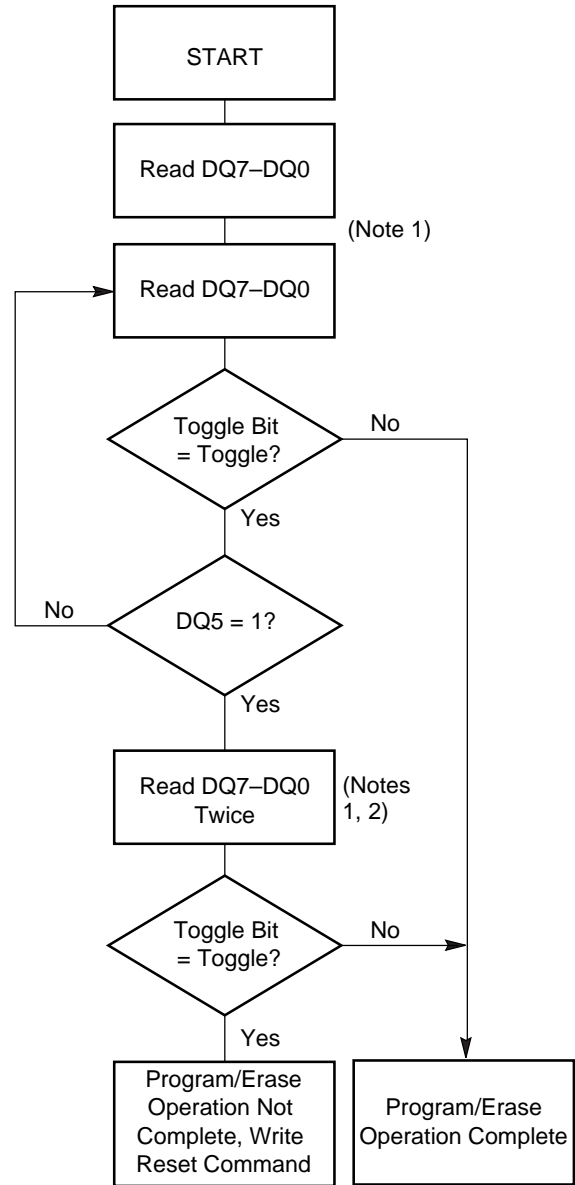 START
Read DQ7–DQ0
(Note 1)
Read DQ7–DQ0
Toggle Bit
= Toggle?
No
Yes
No
DQ5 = 1?
Yes
Read DQ7–DQ0
Twice
(Notes
1, 2)
Toggle Bit
= Toggle?
No
Yes
Program/Erase
Operation Not
Complete, Write
Reset Command
Program/Erase
Operation Complete